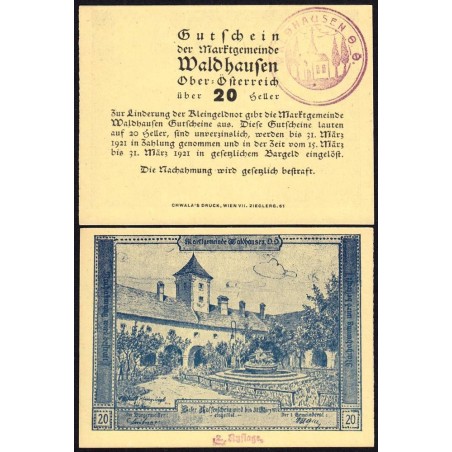 Gutschein
der Marktgemeinde
Waldhausen
Ober-Österreich
über 20 Heller
Zur Linderung der Kleingeldnot gibt die Marktgemeinde
Waldhausen Gutscheine aus. Diese Gutscheine lauten
auf 20 Heller, sind unverzinslich, werden bis 31. März
1921 in Zahlung genommen und in der Zeit vom 15. März
bis 31. März 1921 in gesetzlichem Bargeld eingelöst.
Die Nachahmung wird gesetzlich bestraft.
CHWALA'S DRUCK, WIEN VII. ZIEGLERG. 61
Marktgemeinde Waldhausen, O.Ö.
20
20
2. Auflage.